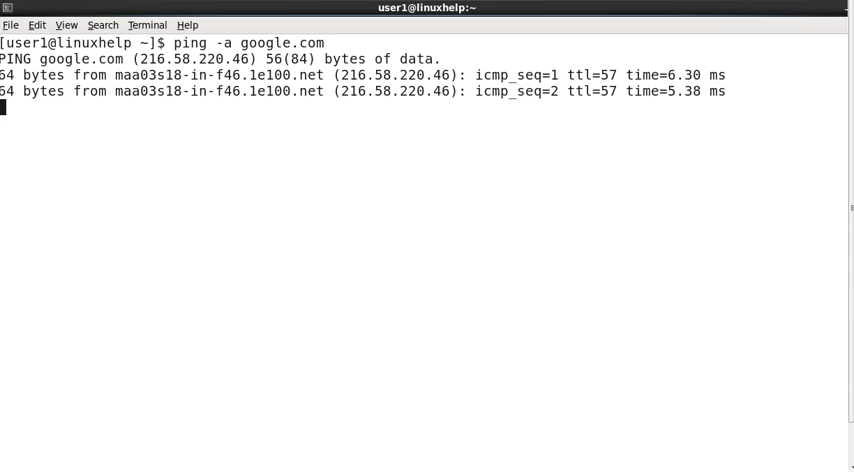 user1@linuxhelp:~
File Edit View Search Terminal Help
[user1@linuxhelp ~]$ ping -a google.com
PING google.com (216.58.220.46) 56(84) bytes of data.
64 bytes from maa03s18-in-f46.1e100.net (216.58.220.46): icmp_seq=1 ttl=57 time=6.30 ms
64 bytes from maa03s18-in-f46.1e100.net (216.58.220.46): icmp_seq=2 ttl=57 time=5.38 ms